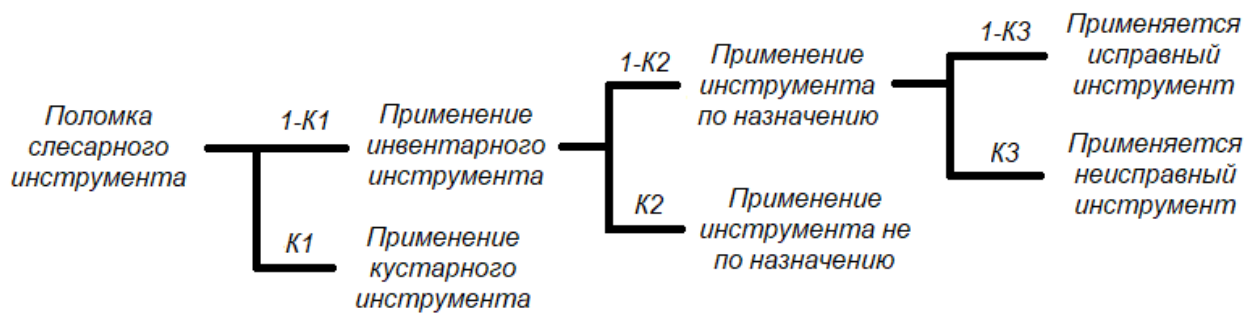 Поломка
слесарного
инструмента
1-К1
Применение
инвентарного
инструмента
К1
Применение
кустарного
инструмента
1-К2
Применение
инструмента
по назначению
К2
Применение
инструмента не
по назначению
1-К3
Применяется
исправный
инструмент
К3
Применяется
неисправный
инструмент